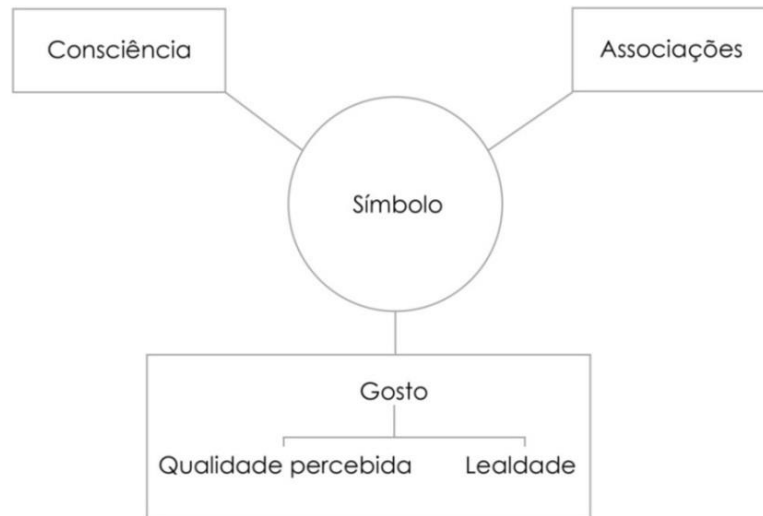 Consciência
Associações
Símbolo
Gosto
Qualidade percebida
Lealdade